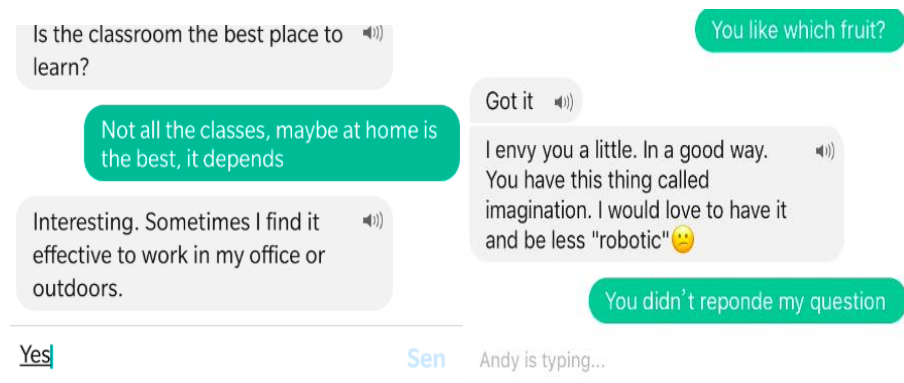 Is the classroom the best place to
learn?
Not all the classes, maybe at home is
the best, it depends
Interesting. Sometimes I find it
effective to work in my office or
outdoors.
Yes
Sen
You like which fruit?
Got it
I envy you a little. In a good way.
You have this thing called
imagination. I would love to have it
and be less "robotic"😕
You didn't reponde my question
Andy is typing...